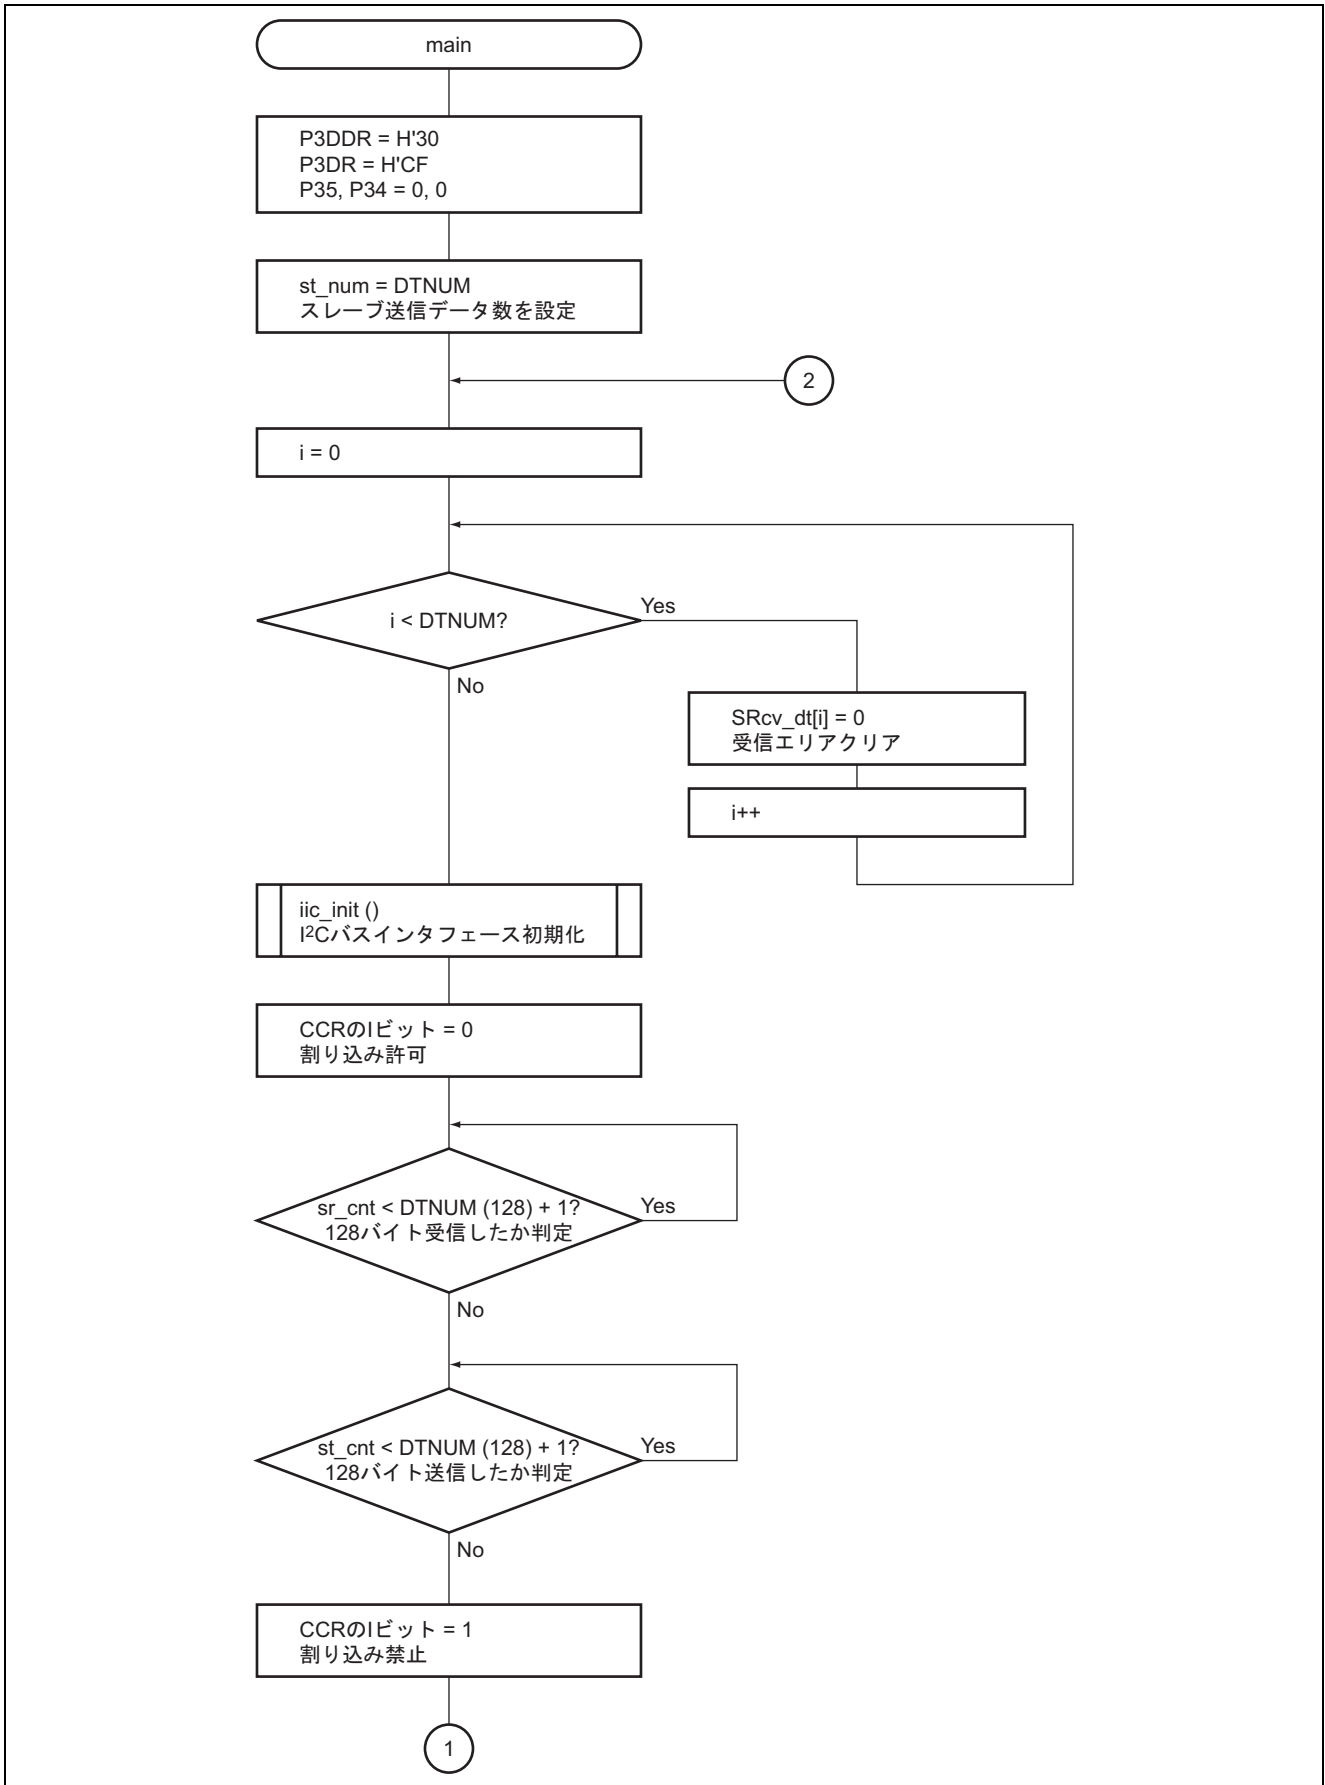 main
P3DDR = H'30
P3DR = H'CF
P35, P34 = 0, 0
st_num = DTNUM
スレーブ送信データ数を設定
2
i = 0
i < DTNUM?
Yes
No
SRcv_dt[i] = 0
受信エリアクリア
i++
iic_init ()
I²Cバスインタフェース初期化
CCRのIビット = 0
割り込み許可
sr_cnt < DTNUM (128) + 1?
128バイト受信したか判定
Yes
No
st_cnt < DTNUM (128) + 1?
128バイト送信したか判定
Yes
No
CCRのIビット = 1
割り込み禁止
1